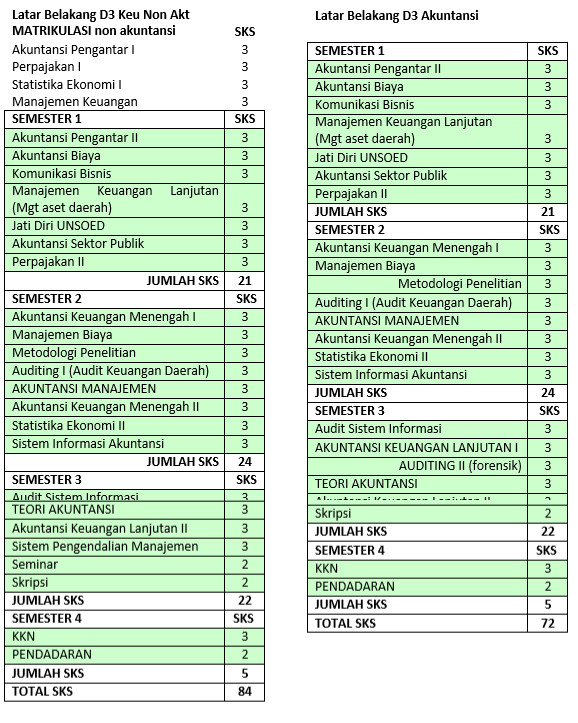 Latar Belakang D3 Keu Non Akt
MATRIKULASI non akuntansi SKS
Akuntansi Pengantar I 3
Perpajakan I 3
Statistika Ekonomi I 3
Manajemen Keuangan 3
SEMESTER 1 SKS
Akuntansi Pengantar II 3
Akuntansi Biaya 3
Komunikasi Bisnis 3
Manajemen Keuangan Lanjutan
(Mgt aset daerah) 3
Jati Diri UNSOED 3
Akuntansi Sektor Publik 3
Perpajakan II 3
JUMLAH SKS 21
SEMESTER 2 SKS
Akuntansi Keuangan Menengah I 3
Manajemen Biaya 3
Metodologi Penelitian 3
Auditing I (Audit Keuangan Daerah) 3
AKUNTANSI MANAJEMEN 3
Akuntansi Keuangan Menengah II 3
Statistika Ekonomi II 3
Sistem Informasi Akuntansi 3
JUMLAH SKS 24
SEMESTER 3 SKS
Audit Sistem Informasi 3
TEORI AKUNTANSI 3
Akuntansi Keuangan Lanjutan II 3
Sistem Pengendalian Manajemen 3
Seminar 2
Skripsi 2
JUMLAH SKS 22
SEMESTER 4 SKS
KKN 3
PENDADARAN 2
JUMLAH SKS 5
TOTAL SKS 84
Latar Belakang D3 Akuntansi
SEMESTER 1 SKS
Akuntansi Pengantar II 3
Akuntansi Biaya 3
Komunikasi Bisnis 3
Manajemen Keuangan Lanjutan
(Mgt aset daerah) 3
Jati Diri UNSOED 3
Akuntansi Sektor Publik 3
Perpajakan II 3
JUMLAH SKS 21
SEMESTER 2 SKS
Akuntansi Keuangan Menengah I 3
Manajemen Biaya 3
Metodologi Penelitian 3
Auditing I (Audit Keuangan Daerah) 3
AKUNTANSI MANAJEMEN 3
Akuntansi Keuangan Menengah II 3
Statistika Ekonomi II 3
Sistem Informasi Akuntansi 3
JUMLAH SKS 24
SEMESTER 3 SKS
Audit Sistem Informasi 3
AKUNTANSI KEUANGAN LANJUTAN I 3
AUDITING II (forensik) 3
TEORI AKUNTANSI 3
Skripsi 2
JUMLAH SKS 22
SEMESTER 4 SKS
KKN 3
PENDADARAN 2
JUMLAH SKS 5
TOTAL SKS 72